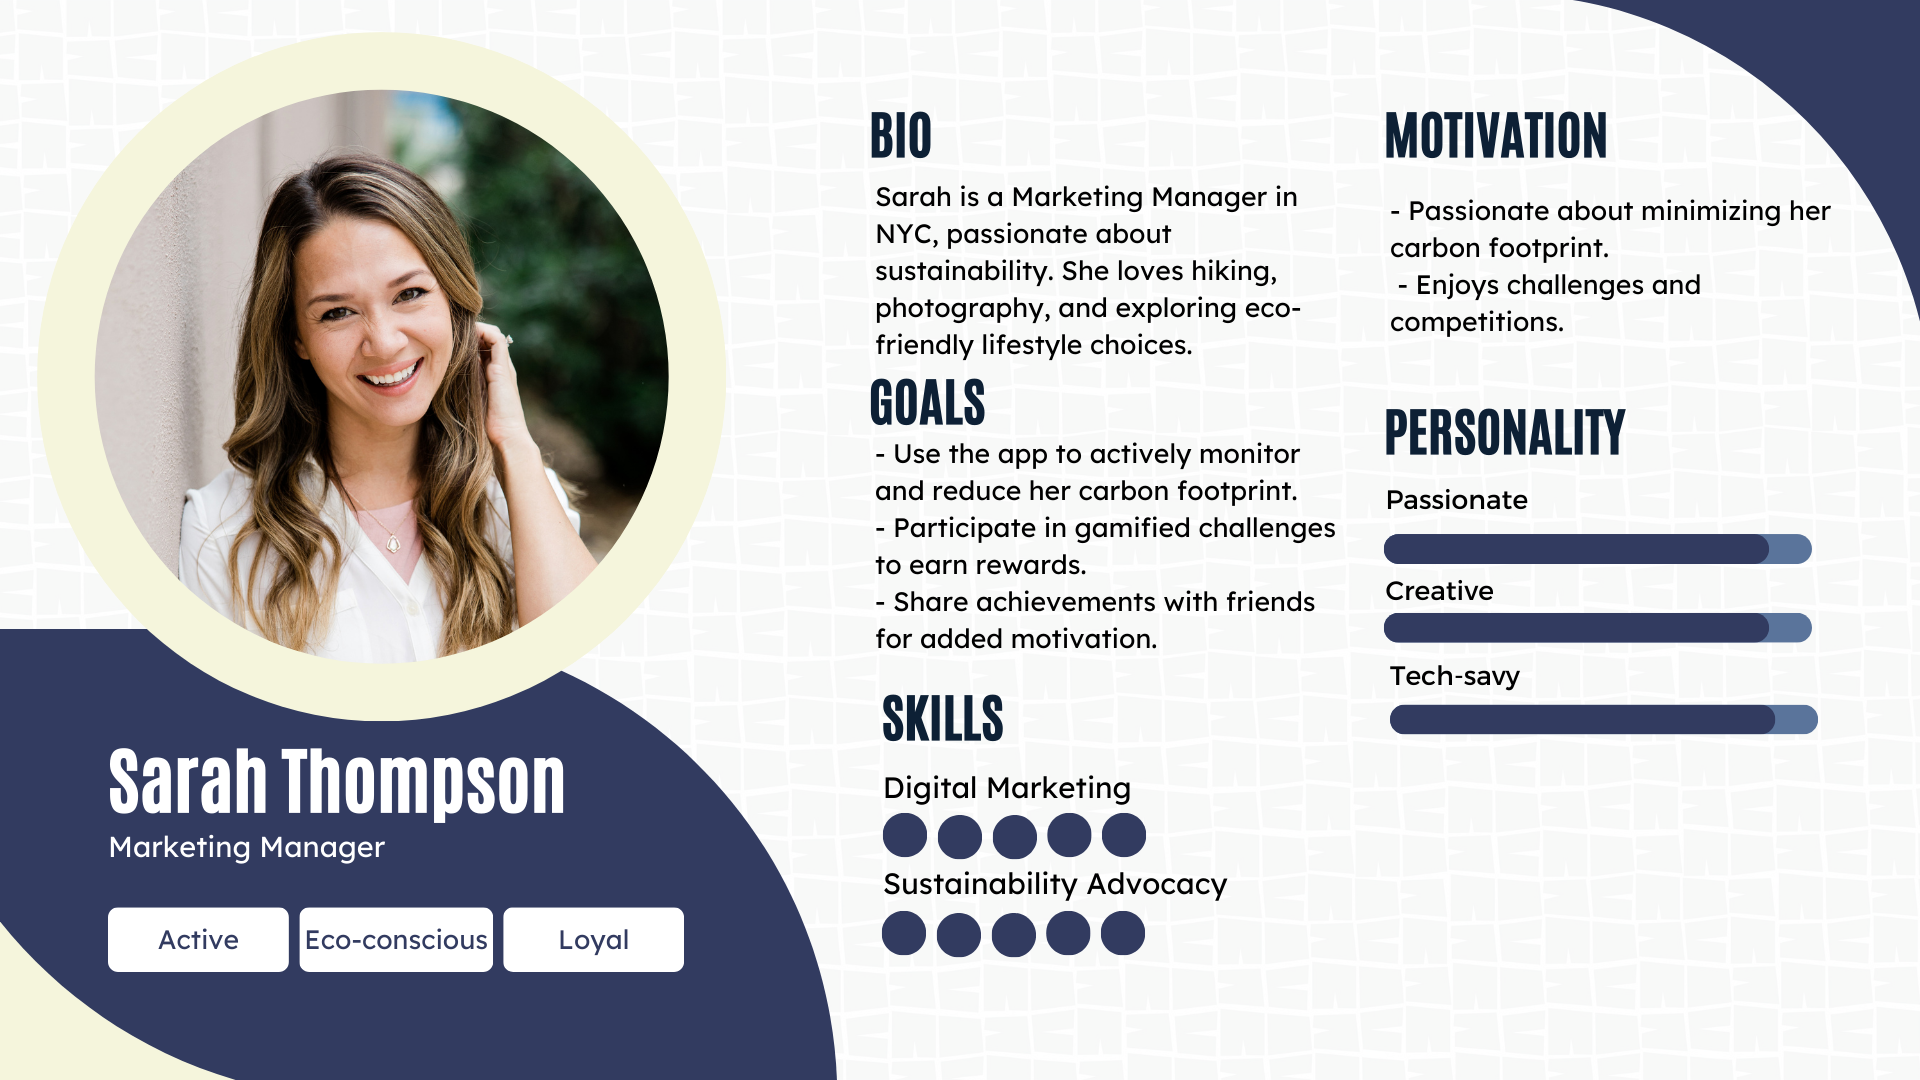 Sarah Thompson
Marketing Manager
Active
Eco-conscious
Loyal
BIO
Sarah is a Marketing Manager in
NYC, passionate about
sustainability. She loves hiking,
photography, and exploring eco-
friendly lifestyle choices.
GOALS
- Use the app to actively monitor
and reduce her carbon footprint.
- Participate in gamified challenges
to earn rewards.
- Share achievements with friends
for added motivation.
SKILLS
Digital Marketing
Sustainability Advocacy
MOTIVATION
- Passionate about minimizing her
carbon footprint.
- Enjoys challenges and
competitions.
PERSONALITY
Passionate
Creative
Tech-savy